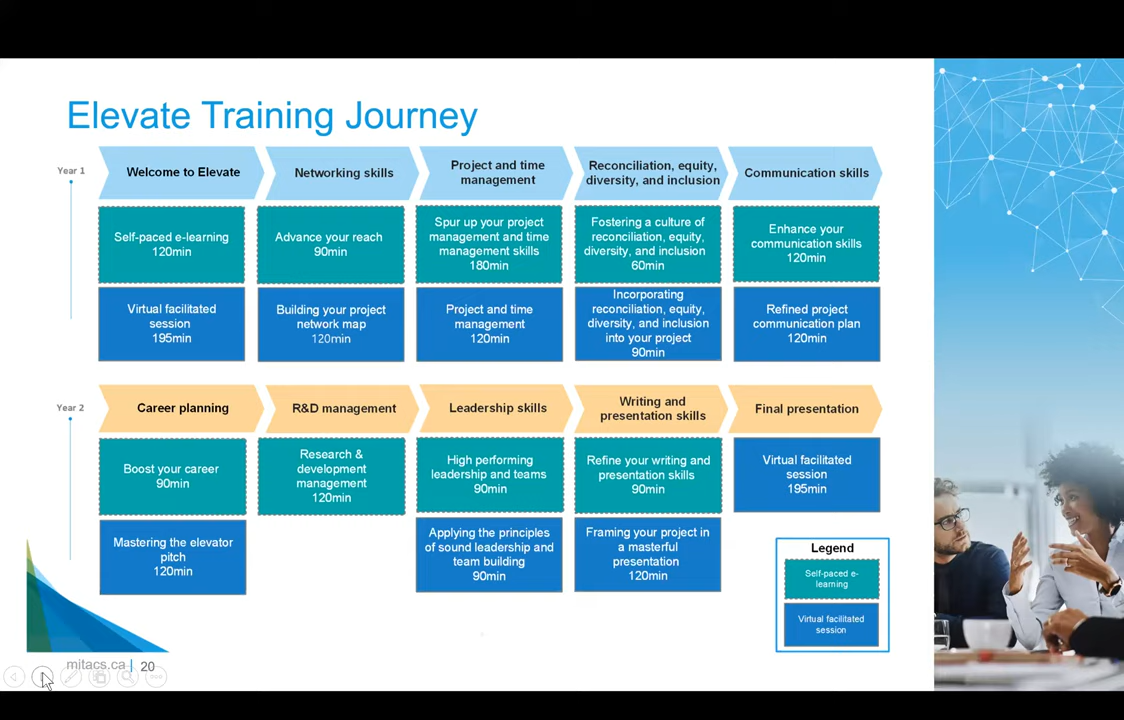 Elevate Training Journey
Year 1
Welcome to Elevate
Networking skills
Project and time
management
Reconciliation, equity,
diversity, and inclusion
Communication skills
Self-paced e-learning
120min
Advance your reach
90min
Spur up your project
management and time
management skills
180min
Fostering a culture of
reconciliation, equity,
diversity, and inclusion
60min
Enhance your
communication skills
120min
Virtual facilitated
session
195min
Building your project
network map
120min
Project and time
management
120min
Incorporating
reconciliation, equity,
diversity, and inclusion
into your project
90min
Refined project
communication plan
120min
Year 2
Career planning
R&D management
Leadership skills
Writing and
presentation skills
Final presentation
Boost your career
90min
Research &
development
management
120min
High performing
leadership and teams
90min
Refine your writing and
presentation skills
90min
Virtual facilitated
session
195min
Mastering the elevator
pitch
120min
Applying the principles
of sound leadership and
team building
90min
Framing your project in
a masterful
presentation
120min
Legend
Self-paced e-
learning
Virtual facilitated
session
mitacs.ca | 20